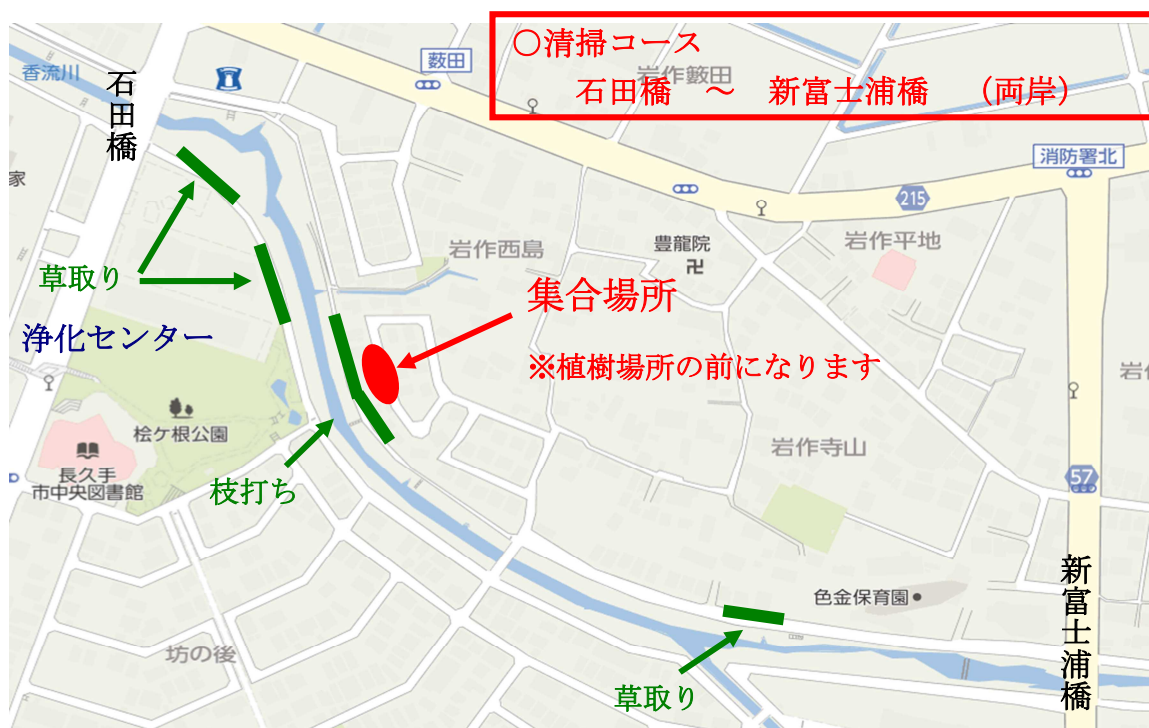 ○清掃コース
石田橋 ～ 新富士浦橋 （両岸）
岩作籔田
薮田
香流川
石田橋
消防署北
家
215
岩作西島
豊龍院
岩作平地
草取り
集合場所
浄化センター
※植樹場所の前になります
岩作
桧ケ根公園
岩作寺山
長久手
市中央図書館
枝打ち
57
新富士浦橋
色金保育園
坊の後
草取り